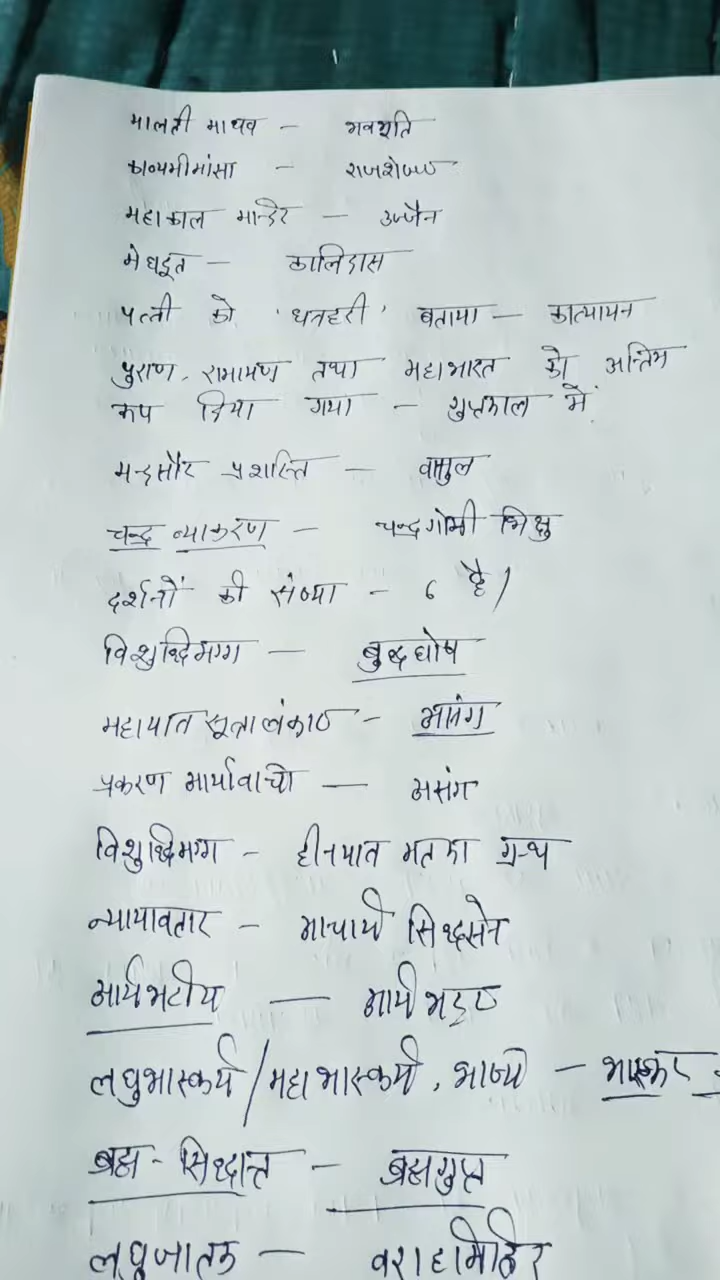 मालती माधव – भवभूति
काव्यमीमांसा – राजशेखर
महाकाल मन्दिर – उज्जैन
मेघदूत – कालिदास
पत्नी को 'धनहरी' बताया – कात्यायन
पुराण, रामायण तथा महाभारत को अन्तिम
रूप दिया गया – गुप्तकाल में
मन्दसौर प्रशस्ति – वासुल
चन्द्र व्याकरण – चन्द्रगोमी भिक्षु
दर्शनों की संख्या – 6 है/
विशुद्धिमग्ग – बुद्धघोष
महायान सूत्रालंकार – असंग
प्रकरण आर्यावाचो – असंग
विशुद्धिमग्ग – हीनयान मत का ग्रन्थ
न्यायावतार – आचार्य सिद्धसेन
आर्यभटीय – आर्यभट्ट
लघुभास्कर्य/महाभास्कर्य, भाष्य – भास्कर
ब्रह्म-सिद्धान्त – ब्रह्मगुप्त
लघुजातक – वराहमिहिर